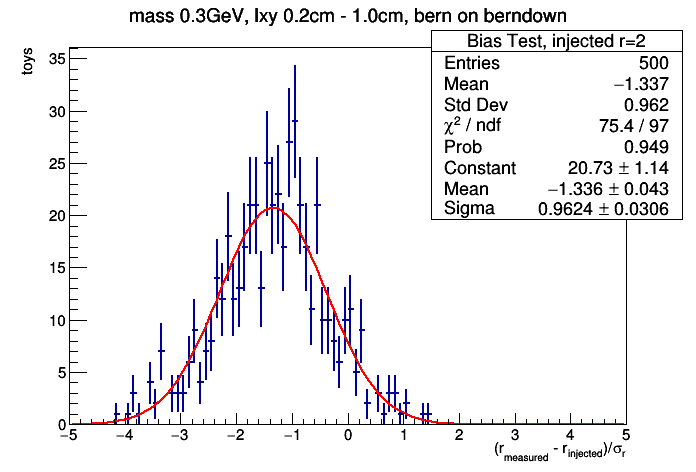 mass 0.3GeV, lxy 0.2cm - 1.0cm, bern on berndown
toys
Bias Test, injected r=2
Entries 500
Mean −1.337
Std Dev 0.962
χ² / ndf 75.4 / 97
Prob 0.949
Constant 20.73 ± 1.14
Mean −1.336 ± 0.043
Sigma 0.9624 ± 0.0306
35
30
25
20
15
10
5
0
−5 −4 −3 −2 −1 0 1 2 3 4 5
(r_measured - r_injected)/σ_r